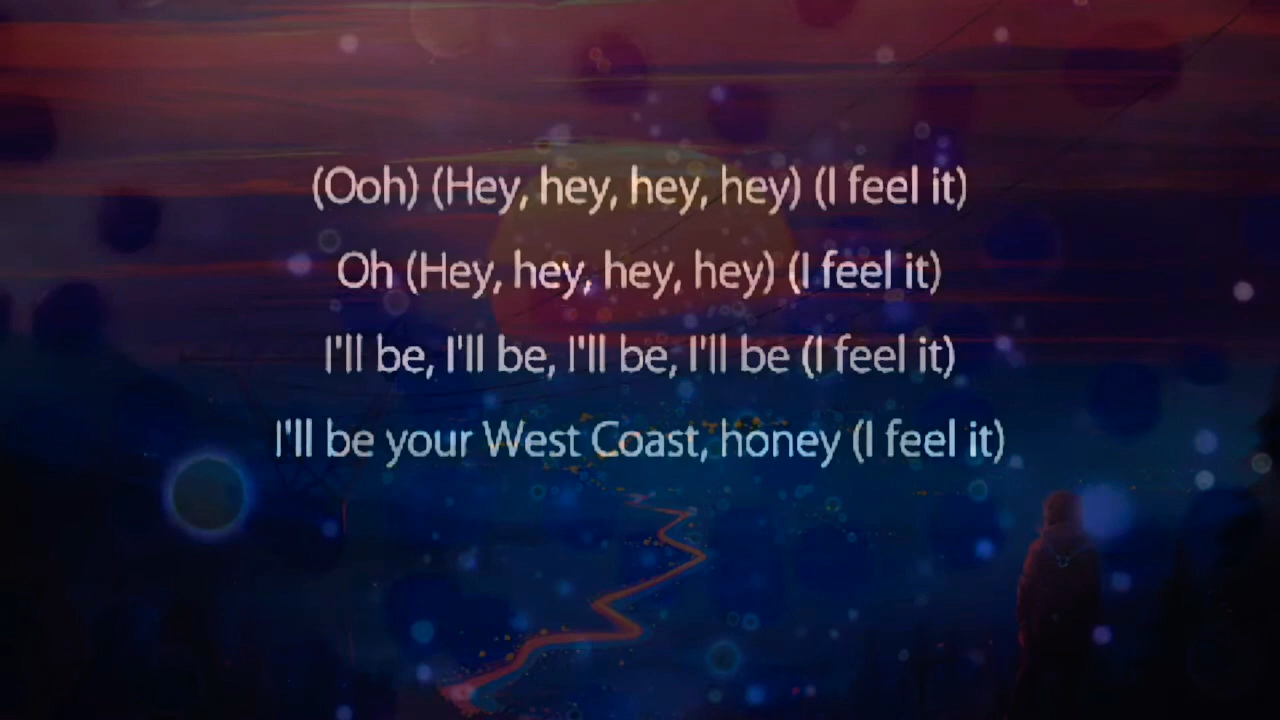 (Ooh) (Hey, hey, hey, hey) (I feel it)
Oh (Hey, hey, hey, hey) (I feel it)
I'll be, I'll be, I'll be, I'll be (I feel it)
I'll be your West Coast, honey (I feel it)